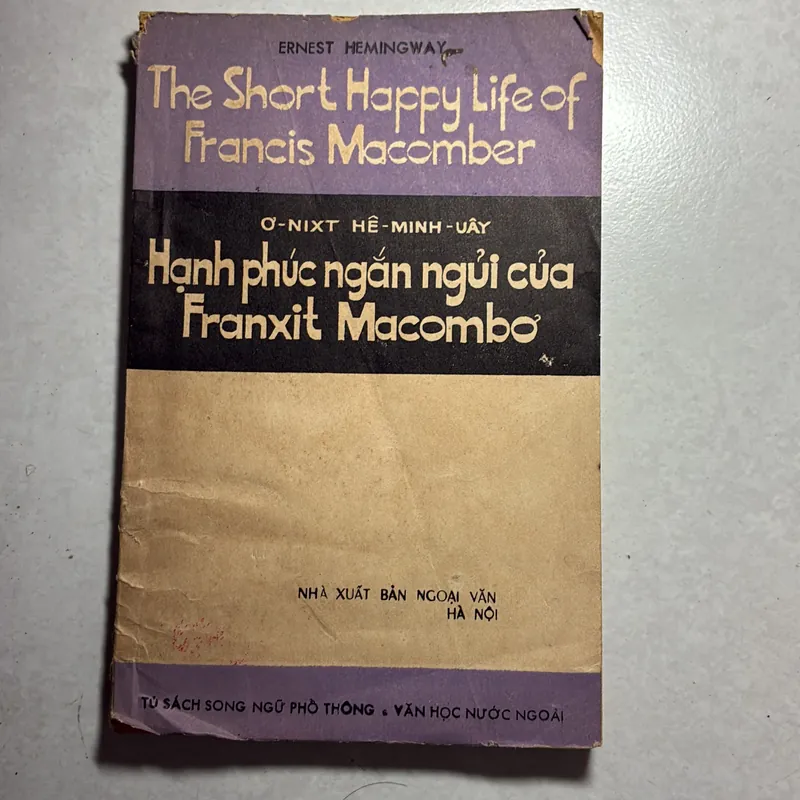 ERNEST HEMINGWAY
The Short Happy Life of
Francis Macomber
Ơ-NIXT HÊ-MINH-UÂY
Hạnh phúc ngắn ngủi của
Franxit Macombơ
NHÀ XUẤT BẢN NGOẠI VĂN
HÀ NỘI
TỦ SÁCH SONG NGỮ PHỔ THÔNG & VĂN HỌC NƯỚC NGOÀI